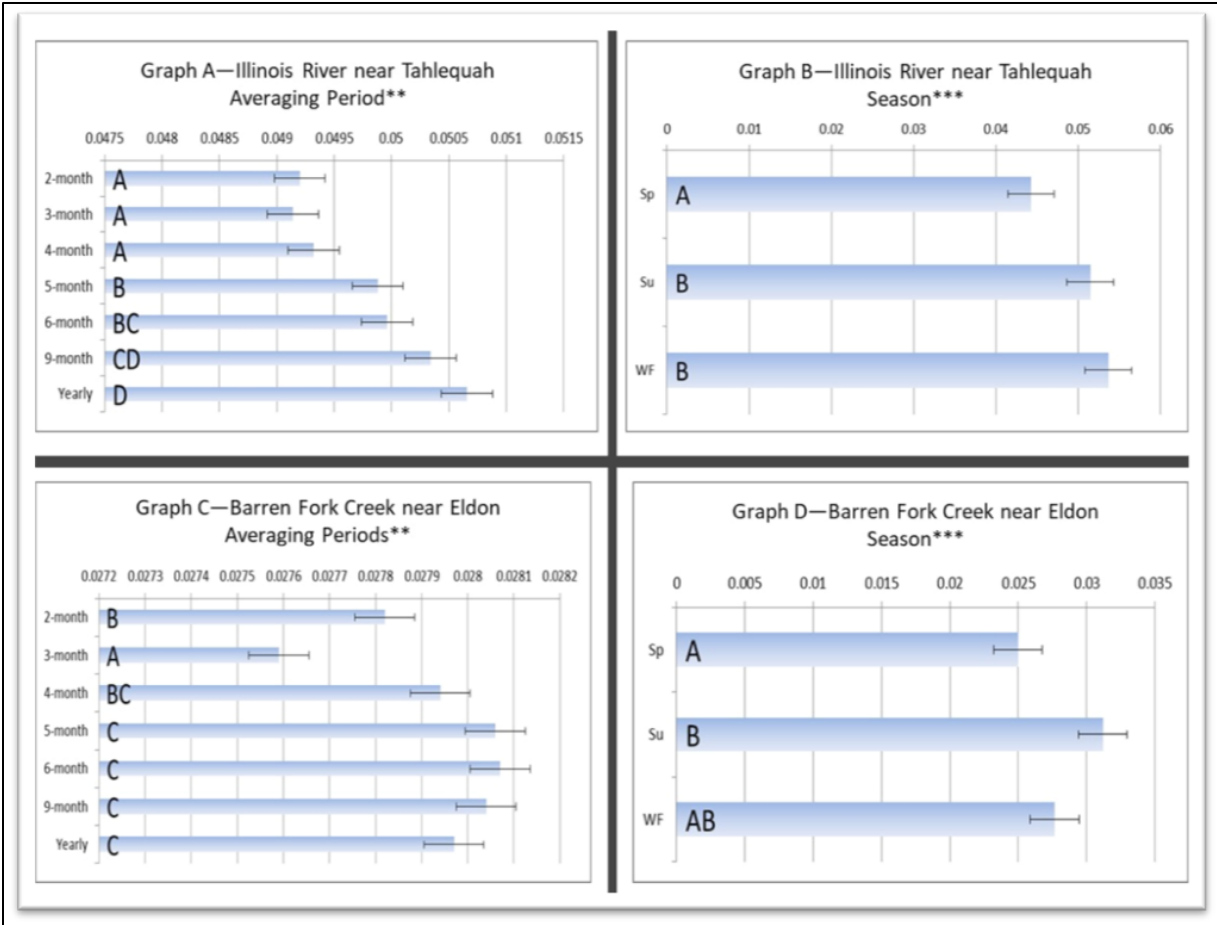 Graph A—Illinois River near Tahlequah
Averaging Period**
0.0475 0.048 0.0485 0.049 0.0495 0.05 0.0505 0.051 0.0515
2-month A
3-month A
4-month A
5-month B
6-month BC
9-month CD
Yearly D
Graph B—Illinois River near Tahlequah
Season***
0 0.01 0.02 0.03 0.04 0.05 0.06
Sp A
Su B
WF B
Graph C—Barren Fork Creek near Eldon
Averaging Periods**
0.0272 0.0273 0.0274 0.0275 0.0276 0.0277 0.0278 0.0279 0.028 0.0281 0.0282
2-month B
3-month A
4-month BC
5-month C
6-month C
9-month C
Yearly C
Graph D—Barren Fork Creek near Eldon
Season***
0 0.005 0.01 0.015 0.02 0.025 0.03 0.035
Sp A
Su B
WF AB